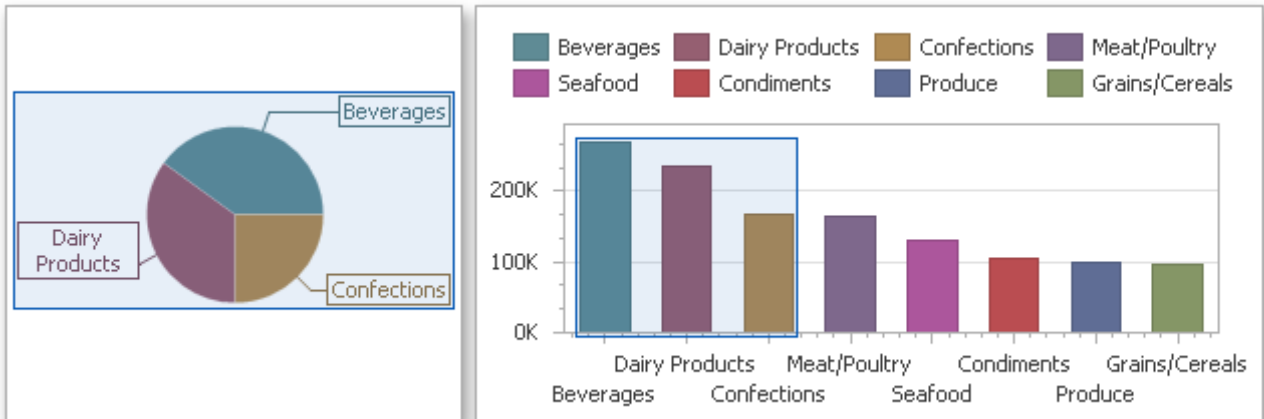 Beverages
Dairy
Products
Confections
Beverages Dairy Products Confections Meat/Poultry
Seafood Condiments Produce Grains/Cereals
200K
100K
0K
Dairy Products Meat/Poultry Condiments Grains/Cereals
Beverages Confections Seafood Produce